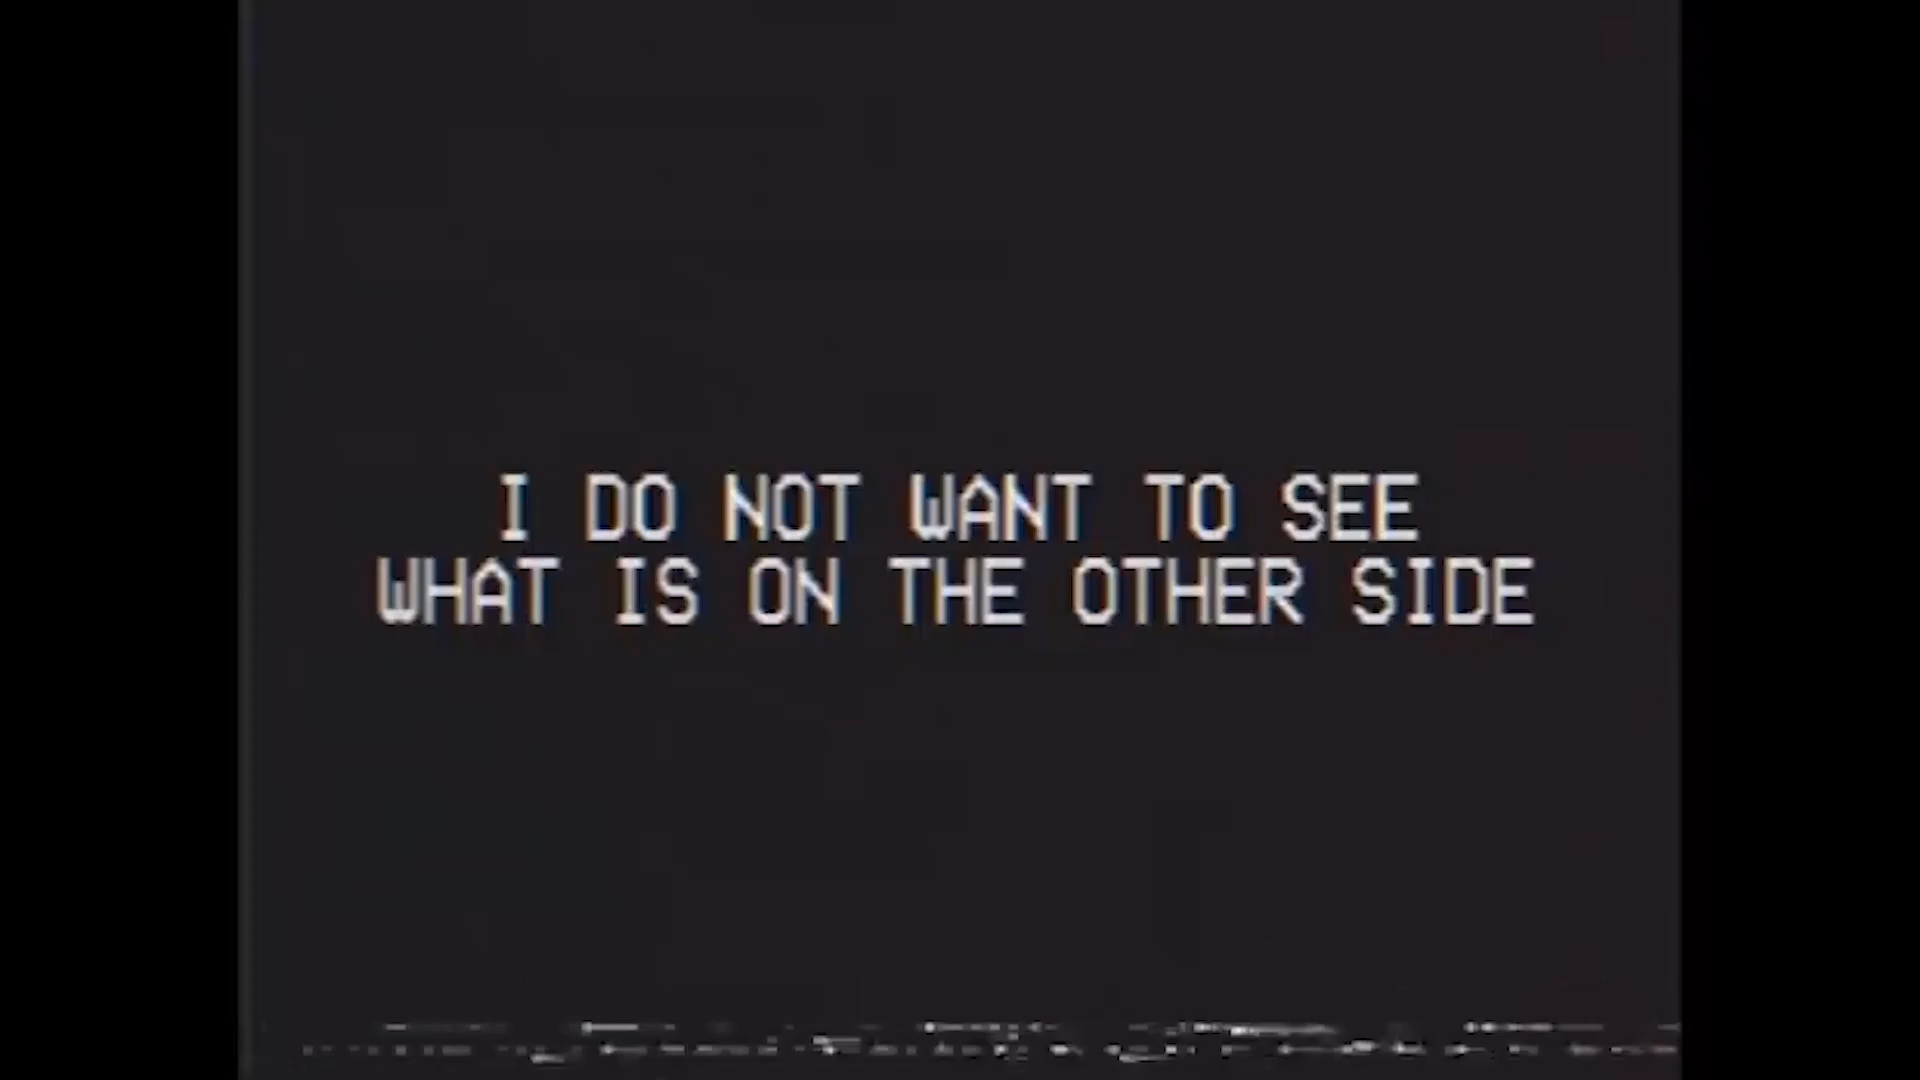 I DO NOT WANT TO SEE
WHAT IS ON THE OTHER SIDE